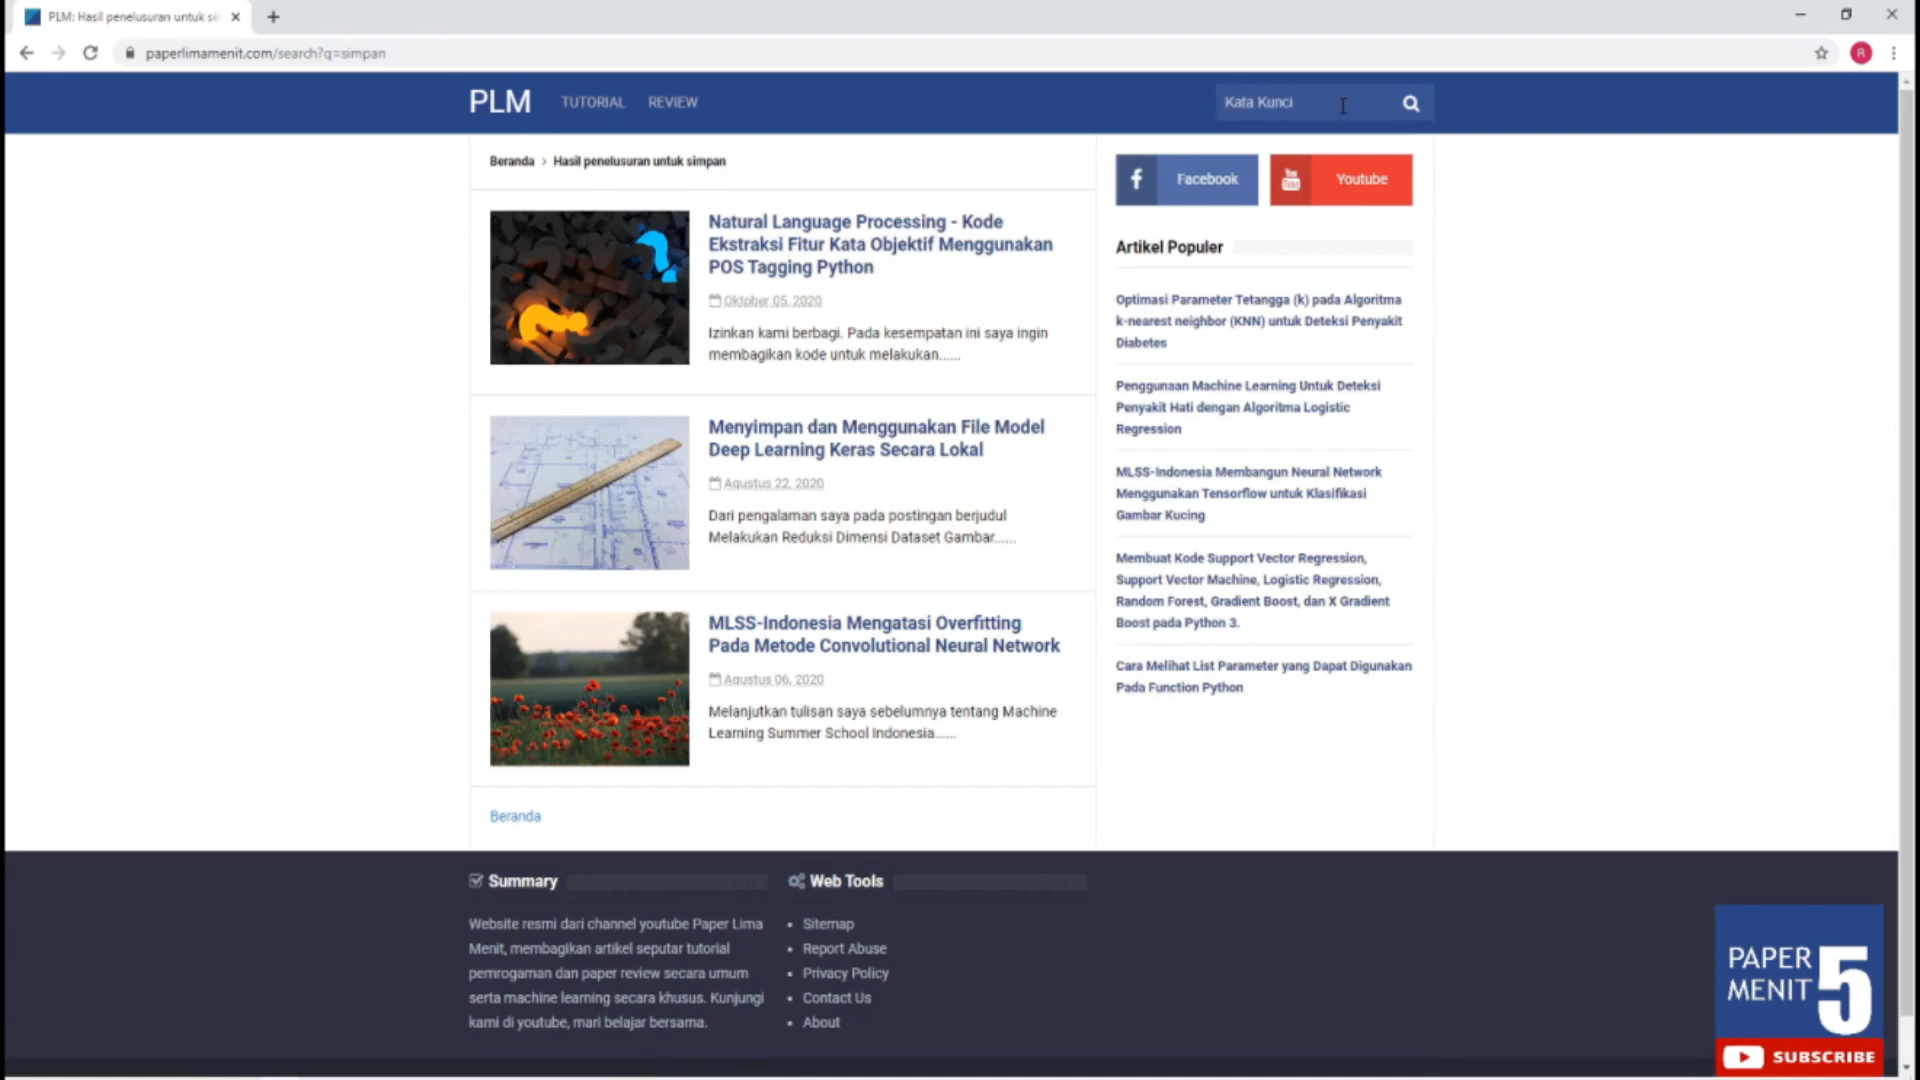 PLM: Hasil penelusuran untuk sin
paperlimamenit.com/search?q=simpan
R
PLM
TUTORIAL
REVIEW
Kata Kunci
Beranda › Hasil penelusuran untuk simpan
Natural Language Processing - Kode
Ekstraksi Fitur Kata Objektif Menggunakan
POS Tagging Python
Oktober 05, 2020
Izinkan kami berbagi. Pada kesempatan ini saya ingin
membagikan kode untuk melakukan......
Menyimpan dan Menggunakan File Model
Deep Learning Keras Secara Lokal
Agustus 22, 2020
Dari pengalaman saya pada postingan berjudul
Melakukan Reduksi Dimensi Dataset Gambar......
MLSS-Indonesia Mengatasi Overfitting
Pada Metode Convolutional Neural Network
Agustus 06, 2020
Melanjutkan tulisan saya sebelumnya tentang Machine
Learning Summer School Indonesia......
Beranda
f Facebook
You Tube Youtube
Artikel Populer
Optimasi Parameter Tetangga (k) pada Algoritma
k-nearest neighbor (KNN) untuk Deteksi Penyakit
Diabetes
Penggunaan Machine Learning Untuk Deteksi
Penyakit Hati dengan Algoritma Logistic
Regression
MLSS-Indonesia Membangun Neural Network
Menggunakan Tensorflow untuk Klasifikasi
Gambar Kucing
Membuat Kode Support Vector Regression,
Support Vector Machine, Logistic Regression,
Random Forest, Gradient Boost, dan X Gradient
Boost pada Python 3.
Cara Melihat List Parameter yang Dapat Digunakan
Pada Function Python
Summary
Website resmi dari channel youtube Paper Lima
Menit, membagikan artikel seputar tutorial
pemrogaman dan paper review secara umum
serta machine learning secara khusus. Kunjungi
kami di youtube, mari belajar bersama.
Web Tools
Sitemap
Report Abuse
Privacy Policy
Contact Us
About
PAPER
MENIT 5
SUBSCRIBE